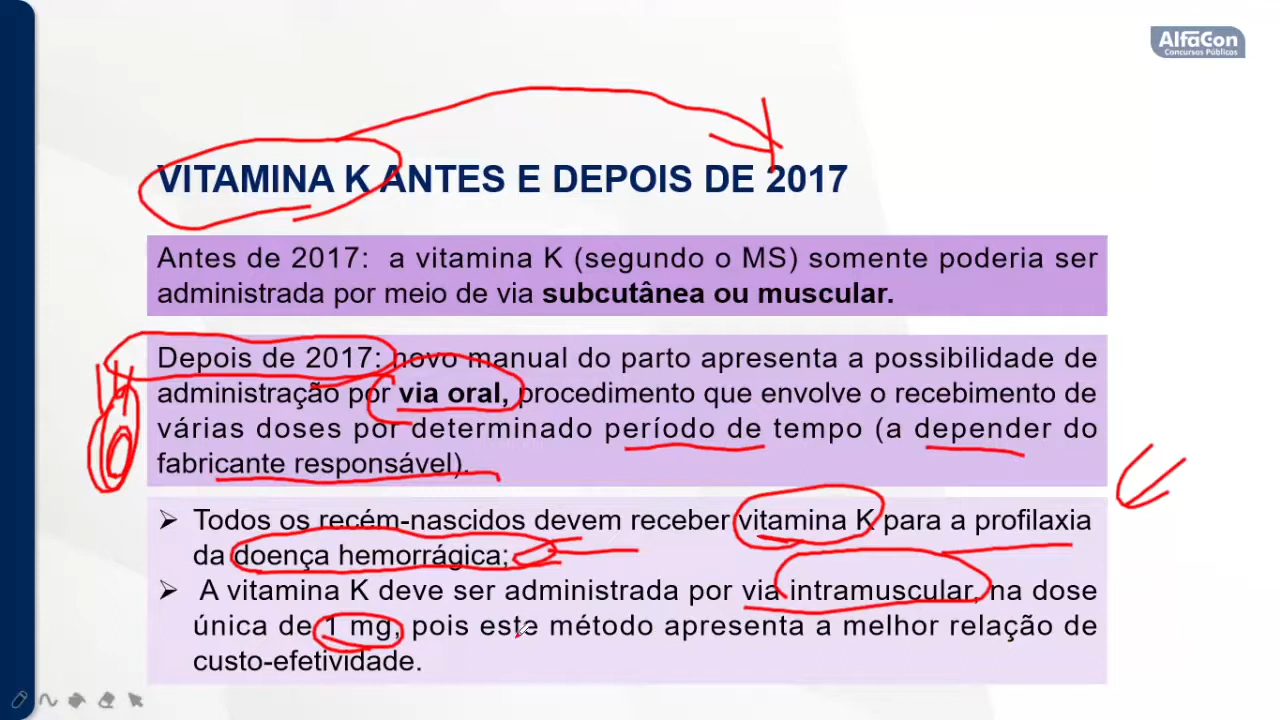 AlfaCon
Concursos Públicos
VITAMINA K ANTES E DEPOIS DE 2017
Antes de 2017: a vitamina K (segundo o MS) somente poderia ser
administrada por meio de via subcutânea ou muscular.
Depois de 2017: novo manual do parto apresenta a possibilidade de
administração por via oral, procedimento que envolve o recebimento de
várias doses por determinado período de tempo (a depender do
fabricante responsável).
➤ Todos os recém-nascidos devem receber vitamina K para a profilaxia
da doença hemorrágica;
➤ A vitamina K deve ser administrada por via intramuscular, na dose
única de 1 mg, pois este método apresenta a melhor relação de
custo-efetividade.